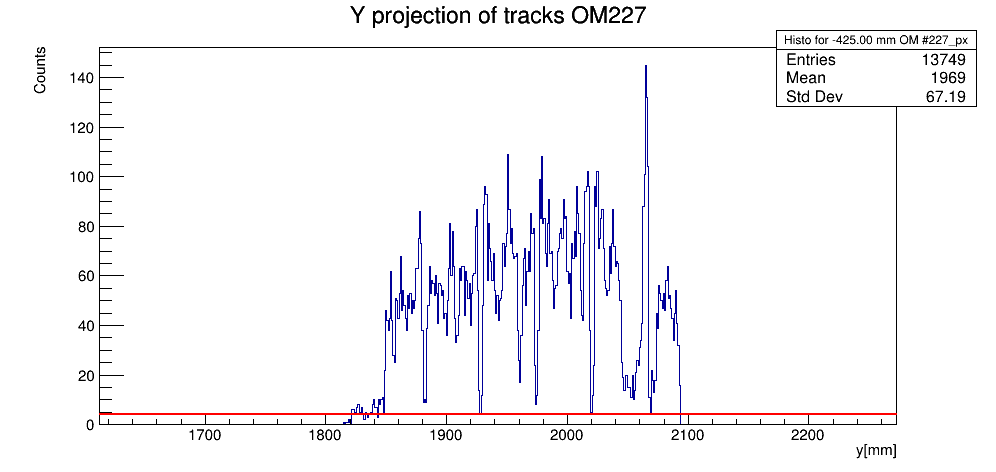 Y projection of tracks OM227
Histo for -425.00 mm OM #227_px
Entries 13749
Mean 1969
Std Dev 67.19
Counts
140
120
100
80
60
40
20
0
1700 1800 1900 2000 2100 2200
y[mm]